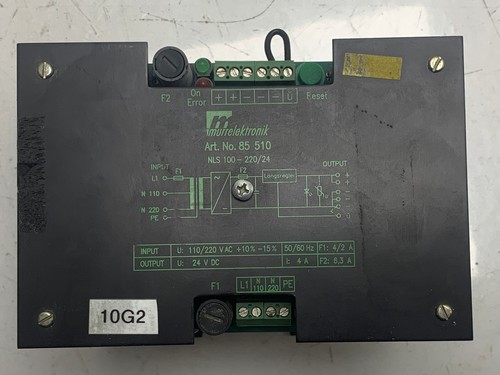 F2
On
Error
+ + - - - Ü
Reset
murrelektronik
Art. No. 85 510
NLS 100 - 220/24
INPUT
F1
F2
Längsregler
OUTPUT
L1
N 110
N 220
PE
+
+
-
-
-
INPUT U: 110/220 V AC +10% -15% 50/60 Hz F1: 4/2 A
OUTPUT U: 24 V DC I: 4 A F2: 6,3 A
F1
L1 N 110 N 220 PE
10G2